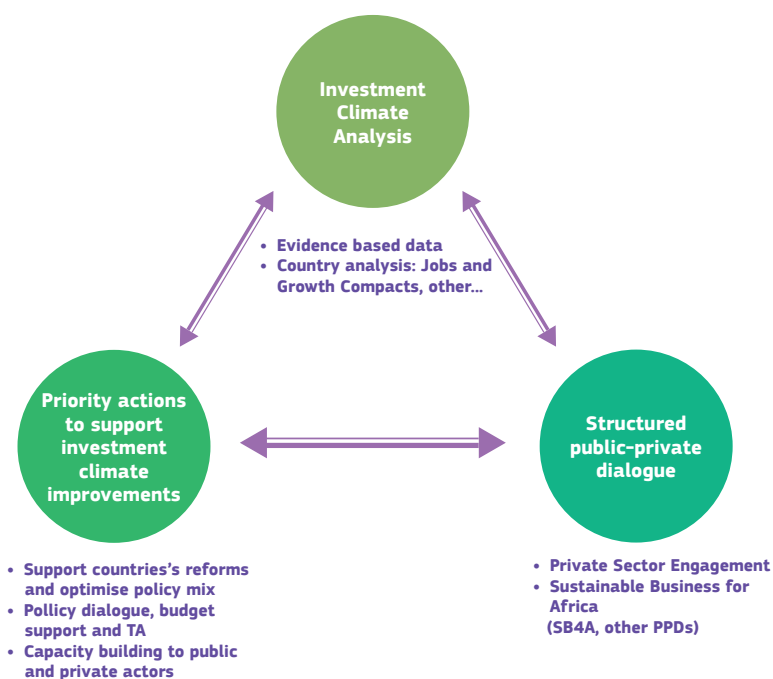 Investment
Climate
Analysis
• Evidence based data
• Country analysis: Jobs and
Growth Compacts, other...
Priority actions
to support
investment
climate
improvements
Structured
public-private
dialogue
• Support countries's reforms
and optimise policy mix
• Pollicy dialogue, budget
support and TA
• Capacity building to public
and private actors
• Private Sector Engagement
• Sustainable Business for
Africa
(SB4A, other PPDs)